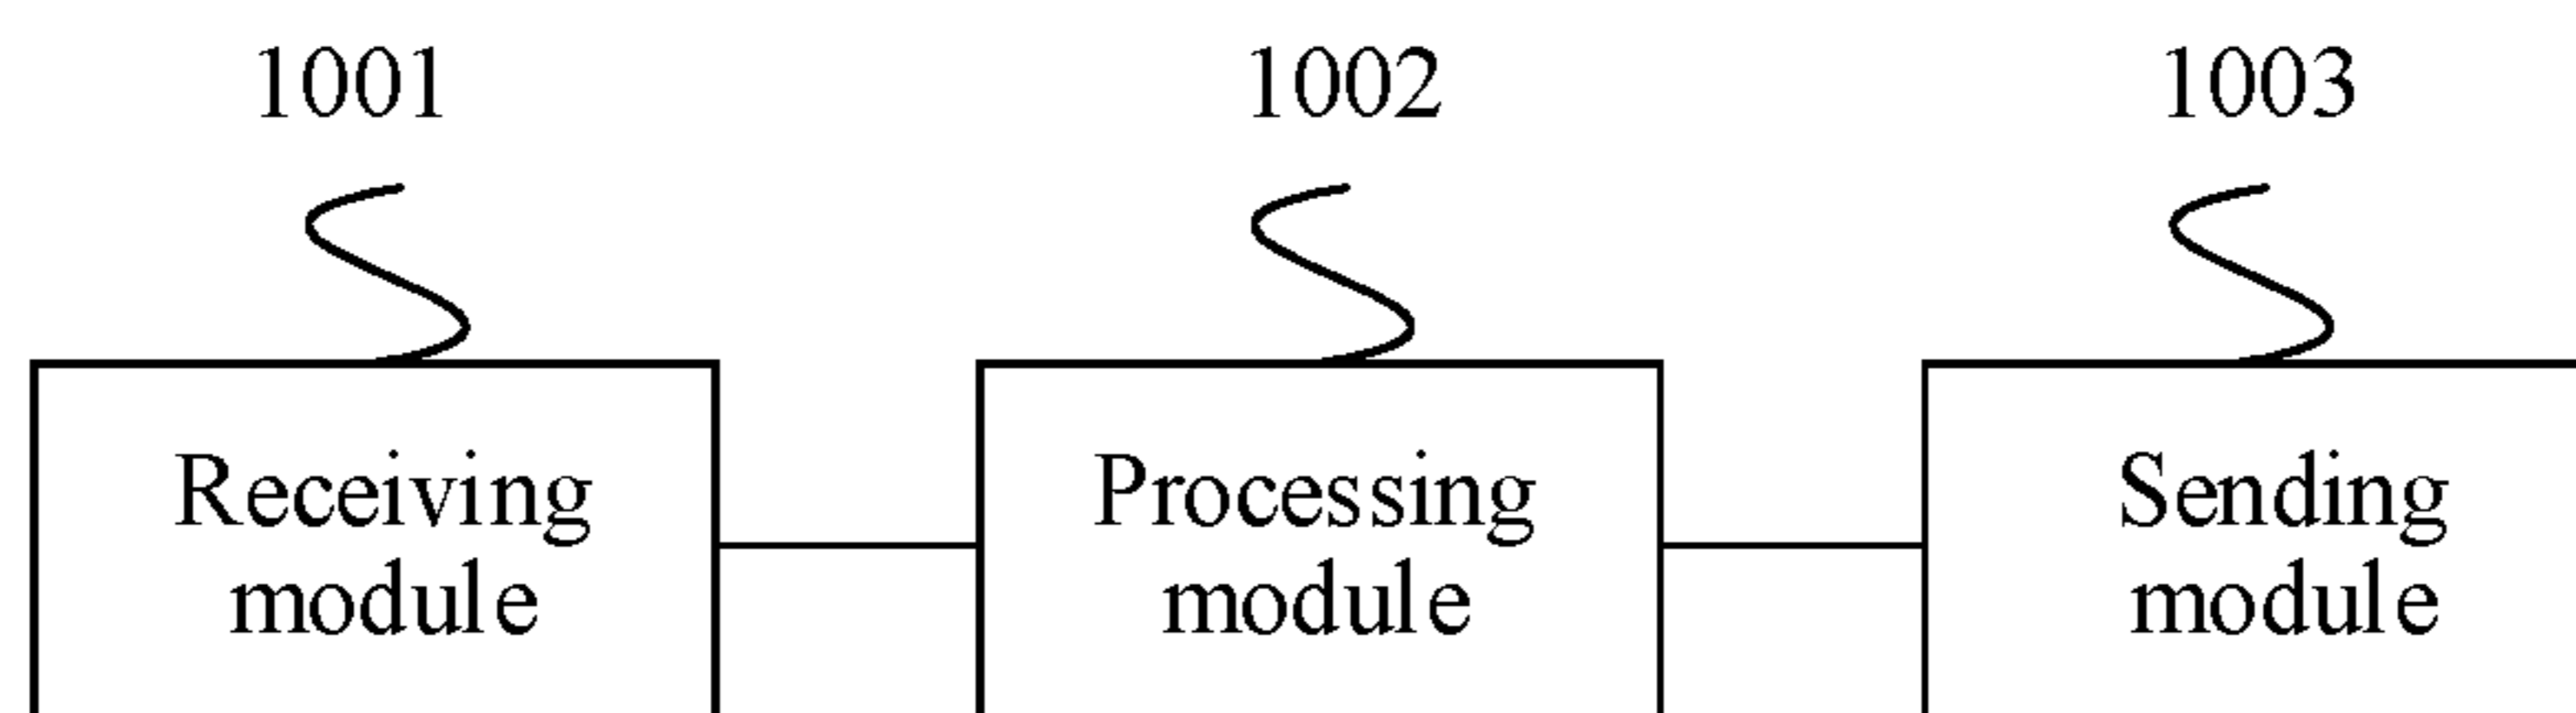 1001
1002
1003
Receiving
module
Processing
module
Sending
module